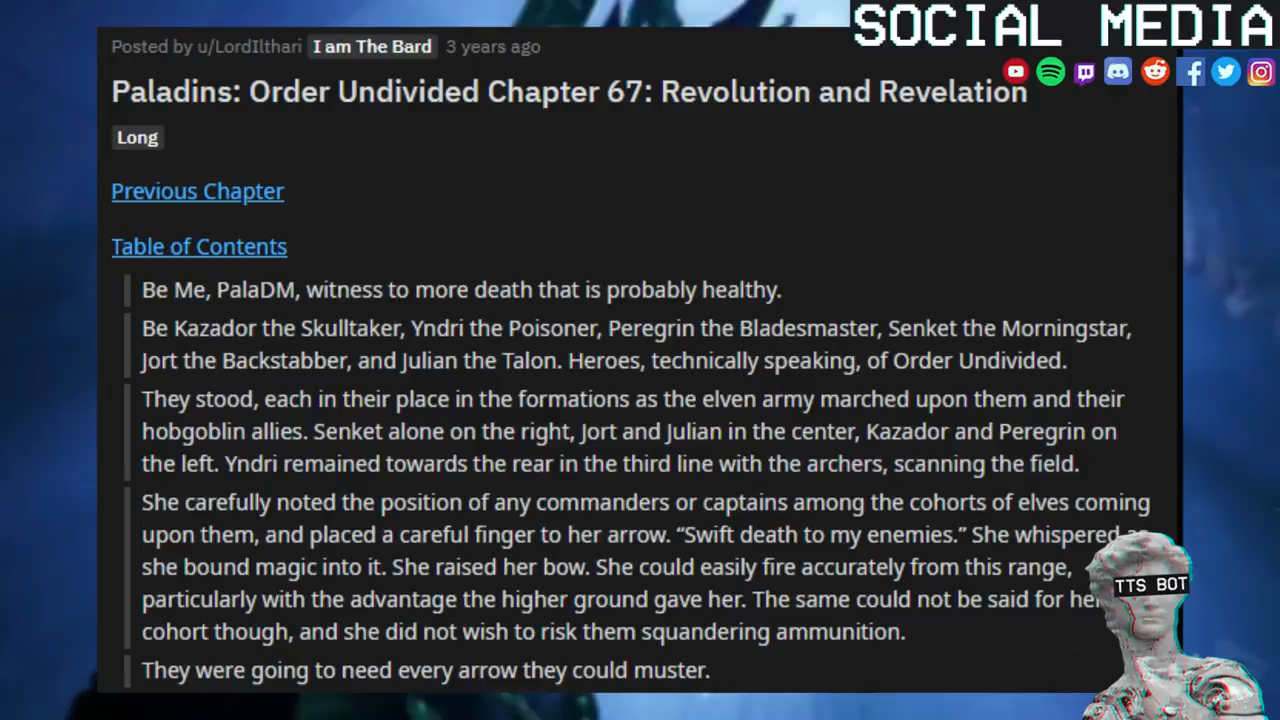 SOCIAL MEDIA
Posted by u/LordIlthari I am The Bard 3 years ago
Paladins: Order Undivided Chapter 67: Revolution and Revelation
Long
Previous Chapter
Table of Contents
Be Me, PalaDM, witness to more death that is probably healthy.
Be Kazador the Skulltaker, Yndri the Poisoner, Peregrin the Bladesmaster, Senket the Morningstar,
Jort the Backstabber, and Julian the Talon. Heroes, technically speaking, of Order Undivided.
They stood, each in their place in the formations as the elven army marched upon them and their
hobgoblin allies. Senket alone on the right, Jort and Julian in the center, Kazador and Peregrin on
the left. Yndri remained towards the rear in the third line with the archers, scanning the field.
She carefully noted the position of any commanders or captains among the cohorts of elves coming
upon them, and placed a careful finger to her arrow. “Swift death to my enemies.” She whispered
she bound magic into it. She raised her bow. She could easily fire accurately from this range,
particularly with the advantage the higher ground gave her. The same could not be said for
cohort though, and she did not wish to risk them squandering ammunition.
They were going to need every arrow they could muster.
TTS BOT